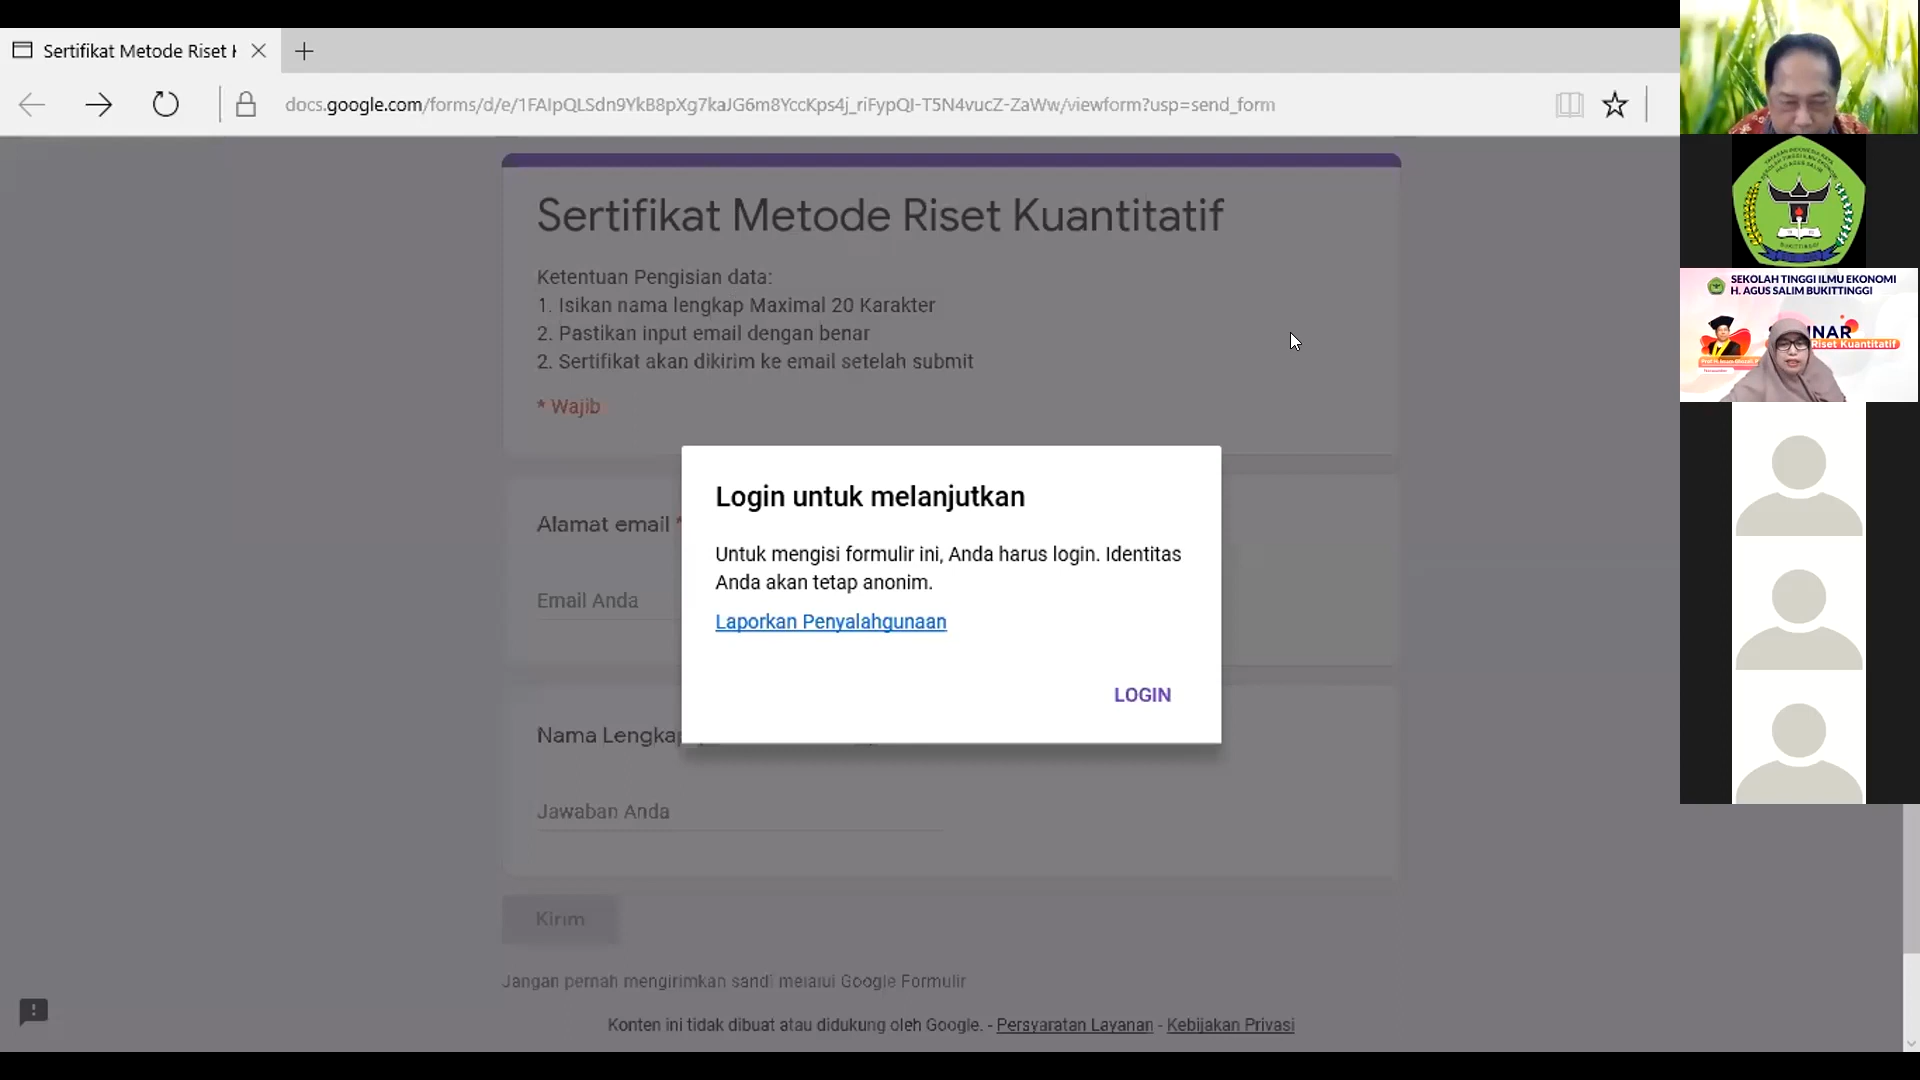 Sertifikat Metode Riset
docs.google.com/forms/d/e/1FAIpQLSdn9YkB8pXg7kaJG6m8YccKps4j_riFypQI-T5N4vucZ-ZaWw/viewform?usp=send_form
Sertifikat Metode Riset Kuantitatif
Ketentuan Pengisian data:
1. Isikan nama lengkap Maximal 20 Karakter
2. Pastikan input email dengan benar
2. Sertifikat akan dikirim ke email setelah submit
* Wajib
Alamat email *
Email Anda
Login untuk melanjutkan
Untuk mengisi formulir ini, Anda harus login. Identitas
Anda akan tetap anonim.
Laporkan Penyalahgunaan
LOGIN
Nama Lengkap
Jawaban Anda
Kirim
Jangan pernah mengirimkan sandi melalui Google Formulir
Konten ini tidak dibuat atau didukung oleh Google. - Persyaratan Layanan - Kebijakan Privasi
BUKITTINGGI
SEKOLAH TINGGI ILMU EKONOMI
H. AGUS SALIM BUKITTINGGI
Riset Kuantitatif